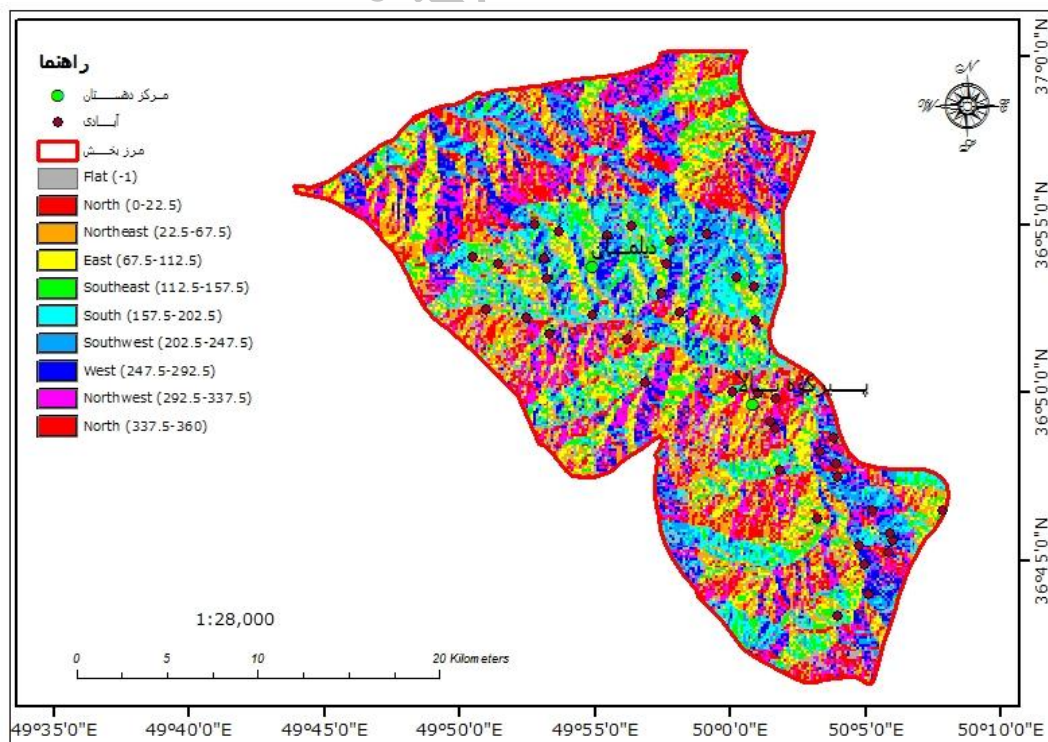 راهنما
مرکز دهستان
آبادی
مرز بخش
Flat (-1)
North (0-22.5)
Northeast (22.5-67.5)
East (67.5-112.5)
Southeast (112.5-157.5)
South (157.5-202.5)
Southwest (202.5-247.5)
West (247.5-292.5)
Northwest (292.5-337.5)
North (337.5-360)
N
W
دیلمان
1:28,000
0 5 10 20 Kilometers
37°0'0"N
36°55'0"N
36°50'0"N
36°45'0"N
49°35'0"E 49°40'0"E 49°45'0"E 49°50'0"E 49°55'0"E 50°0'0"E 50°5'0"E 50°10'0"E